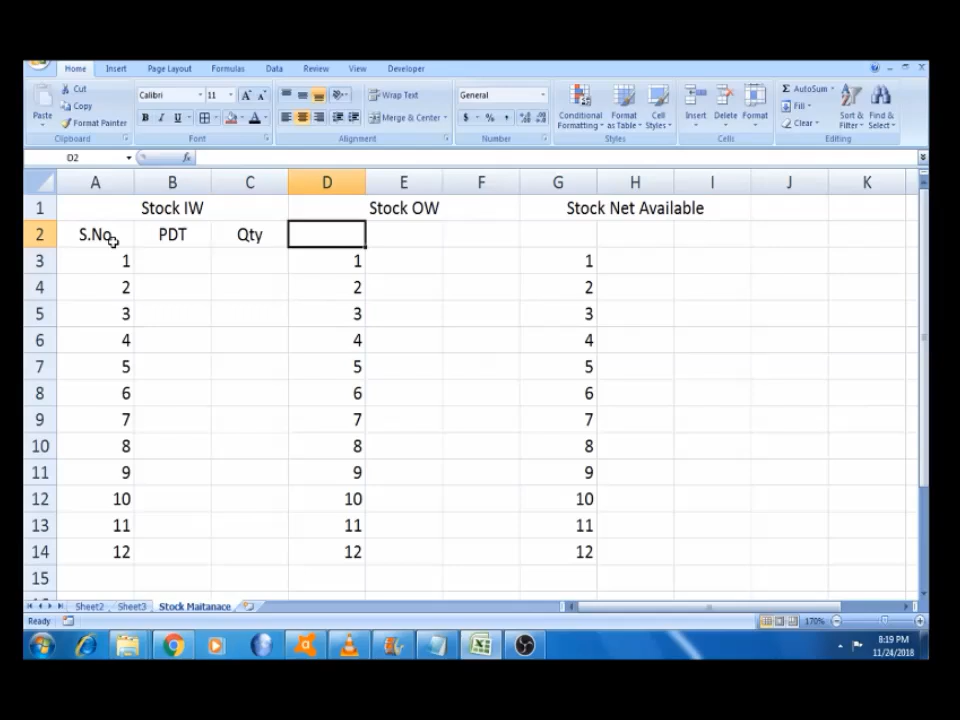 Home Insert Page Layout Formulas Data Review View Developer
Cut
Copy
Format Painter
Paste
Clipboard
Calibri 11
B I U
Font
Wrap Text
Merge & Center
Alignment
General
$ % ,
Number
Conditional Formatting
Format as Table
Cell Styles
Styles
Insert Delete Format
Cells
Σ AutoSum
Fill
Clear
Sort & Filter
Find & Select
Editing
D2 fx
A B C D E F G H I J K
1 Stock IW Stock OW Stock Net Available
2 S.No PDT Qty
3 1 1 1
4 2 2 2
5 3 3 3
6 4 4 4
7 5 5 5
8 6 6 6
9 7 7 7
10 8 8 8
11 9 9 9
12 10 10 10
13 11 11 11
14 12 12 12
15
Sheet2 Sheet3 Stock Maitanace
Ready 170%
8:19 PM
11/24/2018